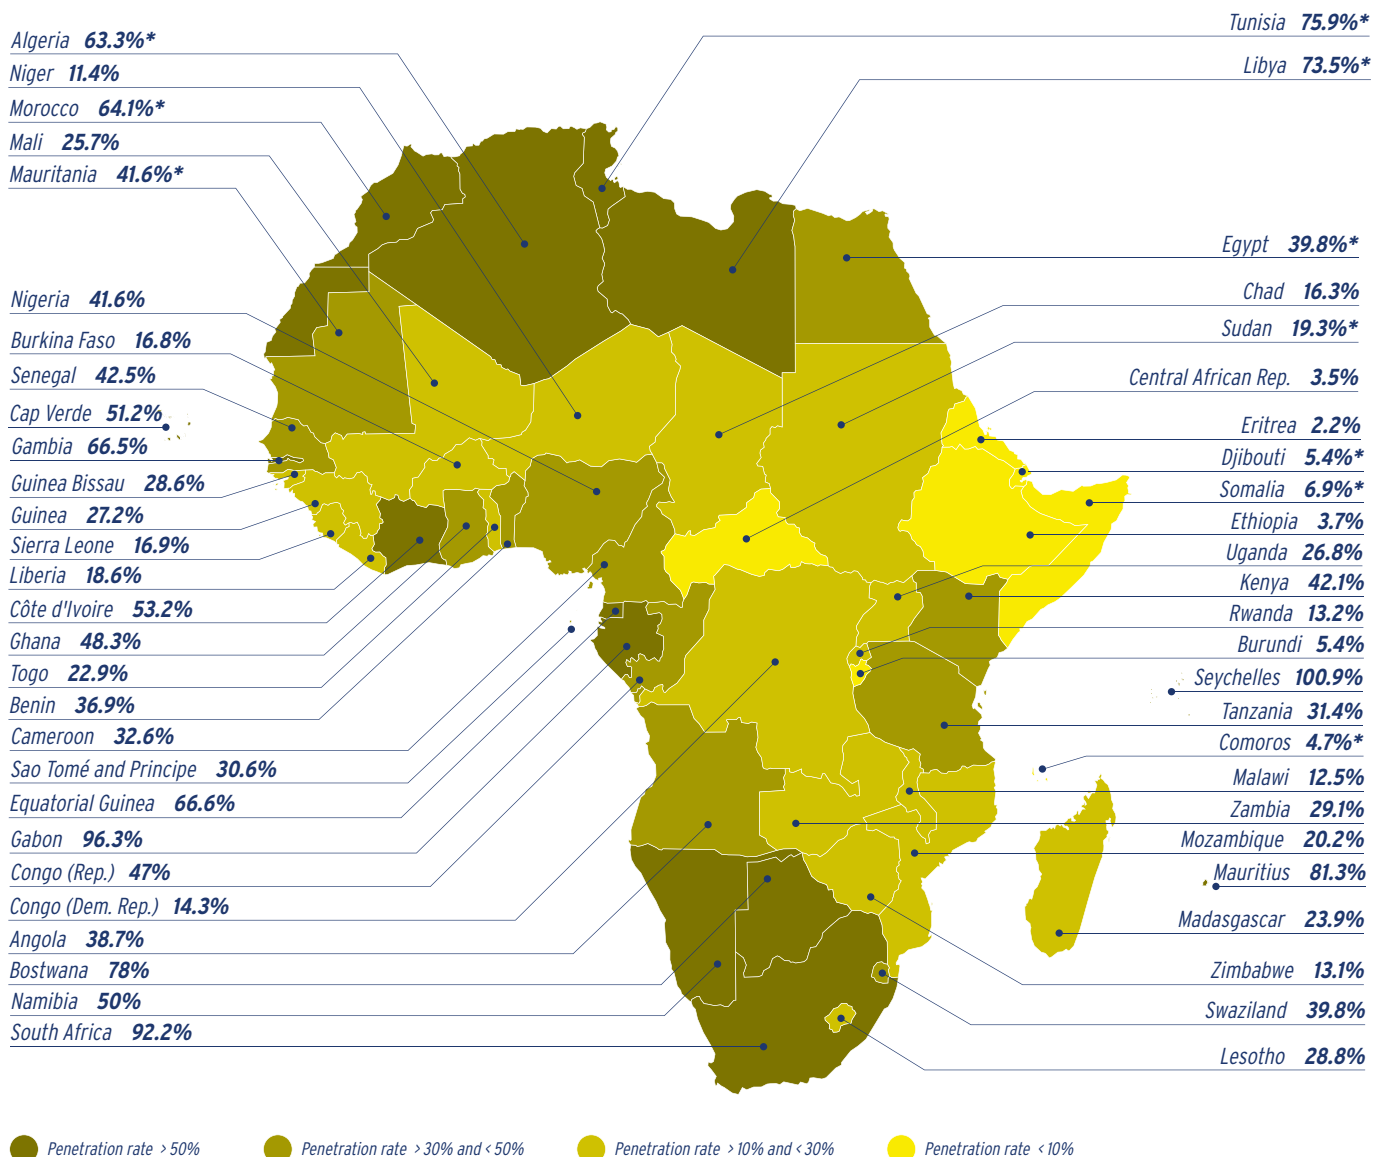 Algeria 63.3%*
Niger 11.4%
Morocco 64.1%*
Mali 25.7%
Mauritania 41.6%*
Nigeria 41.6%
Burkina Faso 16.8%
Senegal 42.5%
Cap Verde 51.2%
Gambia 66.5%
Guinea Bissau 28.6%
Guinea 27.2%
Sierra Leone 16.9%
Liberia 18.6%
Côte d'Ivoire 53.2%
Ghana 48.3%
Togo 22.9%
Benin 36.9%
Cameroon 32.6%
Sao Tomé and Principe 30.6%
Equatorial Guinea 66.6%
Gabon 96.3%
Congo (Rep.) 47%
Congo (Dem. Rep.) 14.3%
Angola 38.7%
Bostwana 78%
Namibia 50%
South Africa 92.2%
Tunisia 75.9%*
Libya 73.5%*
Egypt 39.8%*
Chad 16.3%
Sudan 19.3%*
Central African Rep. 3.5%
Eritrea 2.2%
Djibouti 5.4%*
Somalia 6.9%*
Ethiopia 3.7%
Uganda 26.8%
Kenya 42.1%
Rwanda 13.2%
Burundi 5.4%
Seychelles 100.9%
Tanzania 31.4%
Comoros 4.7%*
Malawi 12.5%
Zambia 29.1%
Mozambique 20.2%
Mauritius 81.3%
Madagascar 23.9%
Zimbabwe 13.1%
Swaziland 39.8%
Lesotho 28.8%
Penetration rate >50%
Penetration rate >30% and <50%
Penetration rate >10% and <30%
Penetration rate <10%